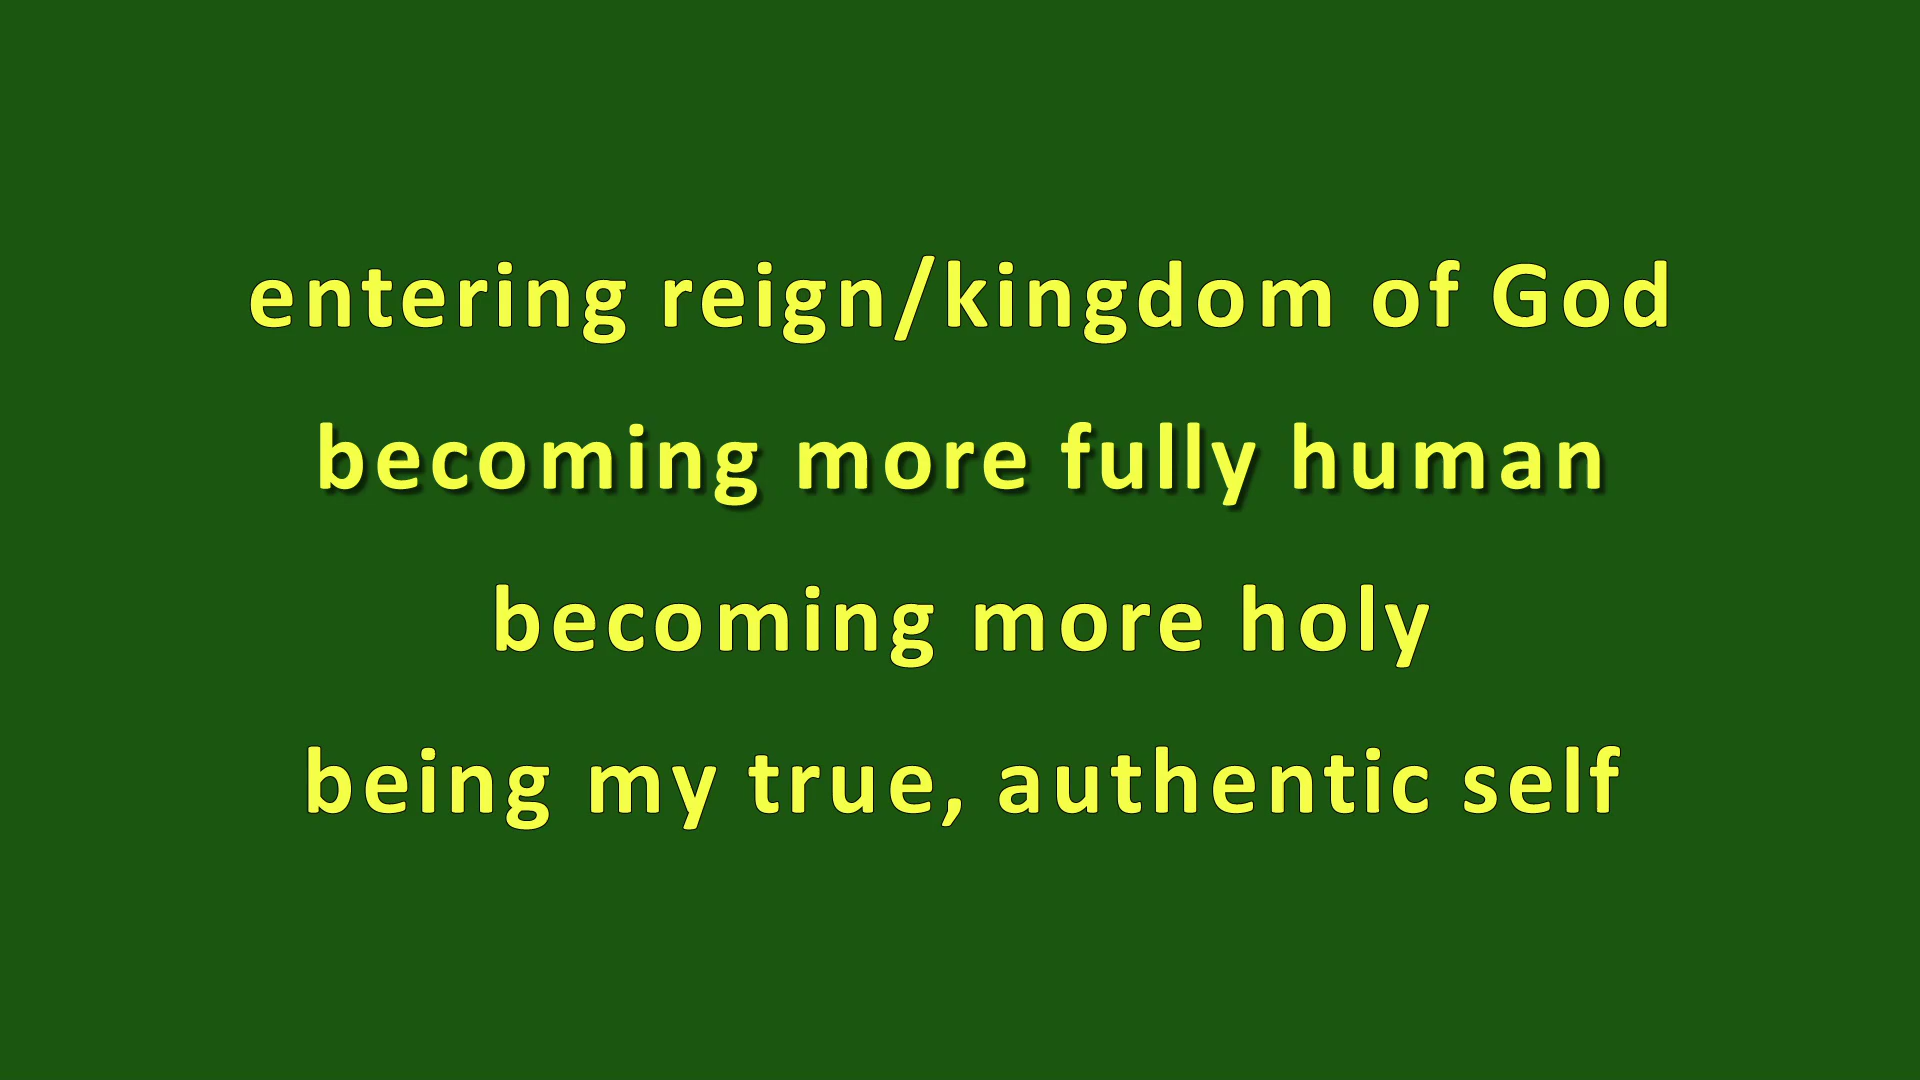 entering reign/kingdom of God
becoming more fully human
becoming more holy
being my true, authentic self